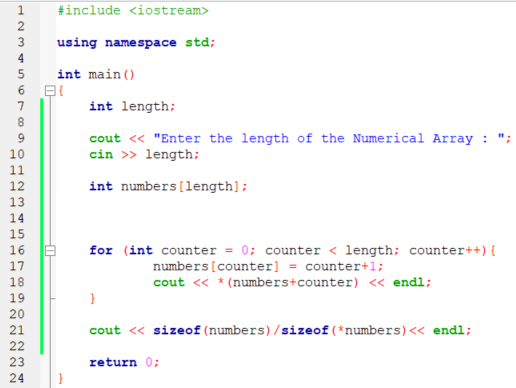 1 #include <iostream>
2
3 using namespace std;
4
5 int main()
6 {
7 int length;
8
9 cout << "Enter the length of the Numerical Array : ";
10 cin >> length;
11
12 int numbers[length];
13
14
15
16 for (int counter = 0; counter < length; counter++){
17 numbers[counter] = counter+1;
18 cout << *(numbers+counter) << endl;
19 }
20
21 cout << sizeof(numbers)/sizeof(*numbers)<< endl;
22
23 return 0;
24 }